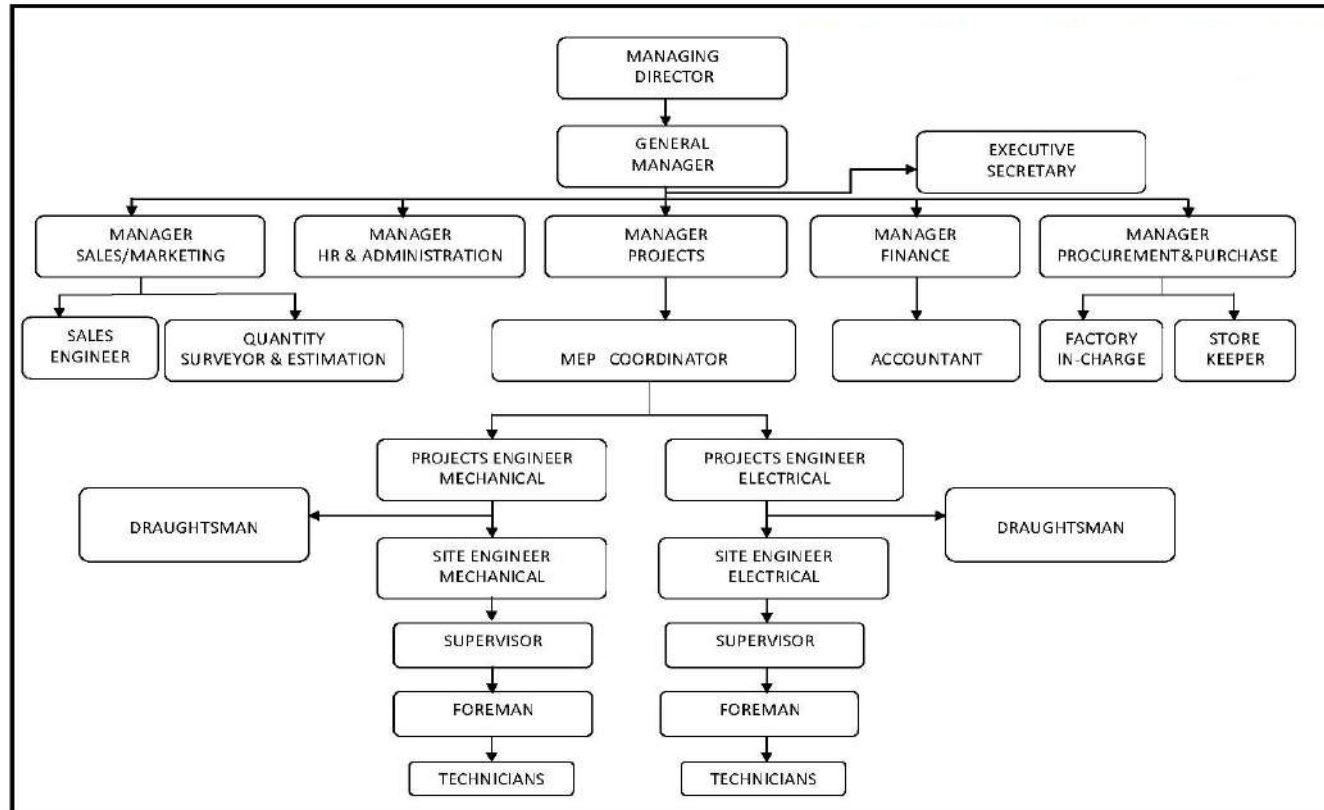 MANAGING
DIRECTOR
GENERAL
MANAGER
EXECUTIVE
SECRETARY
MANAGER
SALES/MARKETING
MANAGER
HR & ADMINISTRATION
MANAGER
PROJECTS
MANAGER
FINANCE
MANAGER
PROCUREMENT&PURCHASE
SALES
ENGINEER
QUANTITY
SURVEYOR & ESTIMATION
MEP COORDINATOR
ACCOUNTANT
FACTORY
IN-CHARGE
STORE
KEEPER
PROJECTS ENGINEER
MECHANICAL
PROJECTS ENGINEER
ELECTRICAL
DRAUGHTSMAN
DRAUGHTSMAN
SITE ENGINEER
MECHANICAL
SITE ENGINEER
ELECTRICAL
SUPERVISOR
SUPERVISOR
FOREMAN
FOREMAN
TECHNICIANS
TECHNICIANS